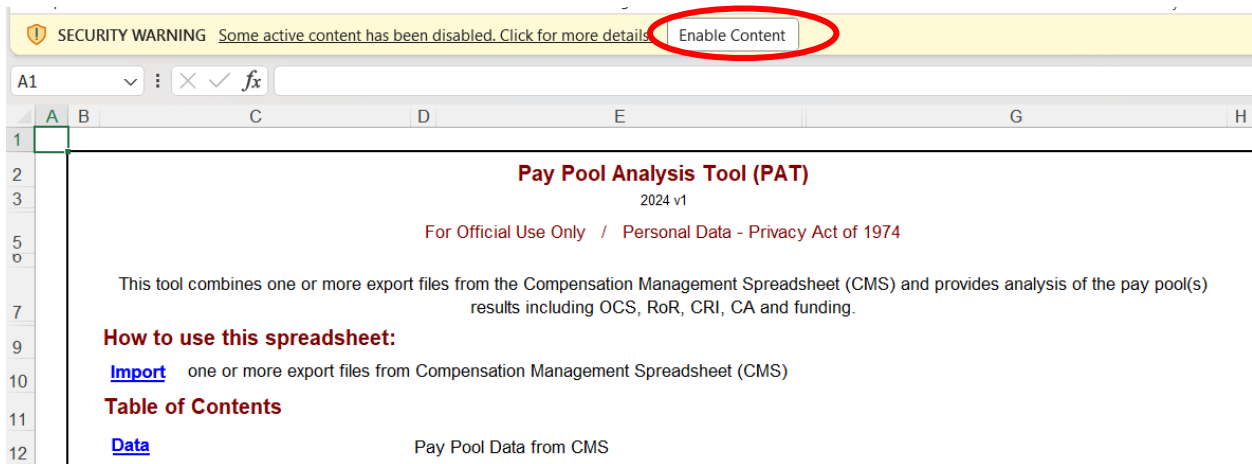 SECURITY WARNING Some active content has been disabled. Click for more details. Enable Content
A1 fx
A B C D E G H
1
2 Pay Pool Analysis Tool (PAT)
3 2024 v1
5 For Official Use Only / Personal Data - Privacy Act of 1974
6
This tool combines one or more export files from the Compensation Management Spreadsheet (CMS) and provides analysis of the pay pool(s)
7 results including OCS, RoR, CRI, CA and funding.
9 How to use this spreadsheet:
10 Import one or more export files from Compensation Management Spreadsheet (CMS)
11 Table of Contents
12 Data Pay Pool Data from CMS